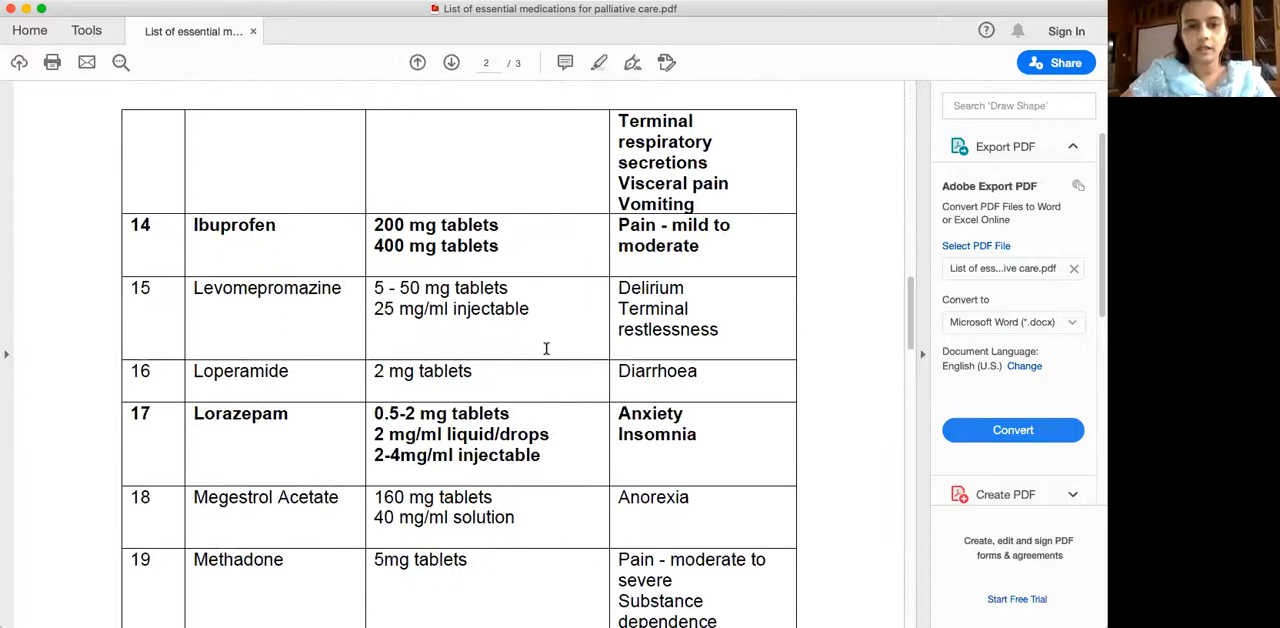 List of essential medications for palliative care.pdf
Home Tools List of essential m... × Sign In
2 / 3 Share
Terminal
respiratory
secretions
Visceral pain
Vomiting
14 Ibuprofen 200 mg tablets Pain - mild to
400 mg tablets moderate
15 Levomepromazine 5 - 50 mg tablets Delirium
25 mg/ml injectable Terminal
restlessness
16 Loperamide 2 mg tablets Diarrhoea
17 Lorazepam 0.5-2 mg tablets Anxiety
2 mg/ml liquid/drops Insomnia
2-4mg/ml injectable
18 Megestrol Acetate 160 mg tablets Anorexia
40 mg/ml solution
19 Methadone 5mg tablets Pain - moderate to
severe
Substance
dependence
Search 'Draw Shape'
Export PDF
Adobe Export PDF
Convert PDF Files to Word
or Excel Online
Select PDF File
List of ess...ive care.pdf
Convert to
Microsoft Word (*.docx)
Document Language:
English (U.S.) Change
Convert
Create PDF
Create, edit and sign PDF
forms & agreements
Start Free Trial